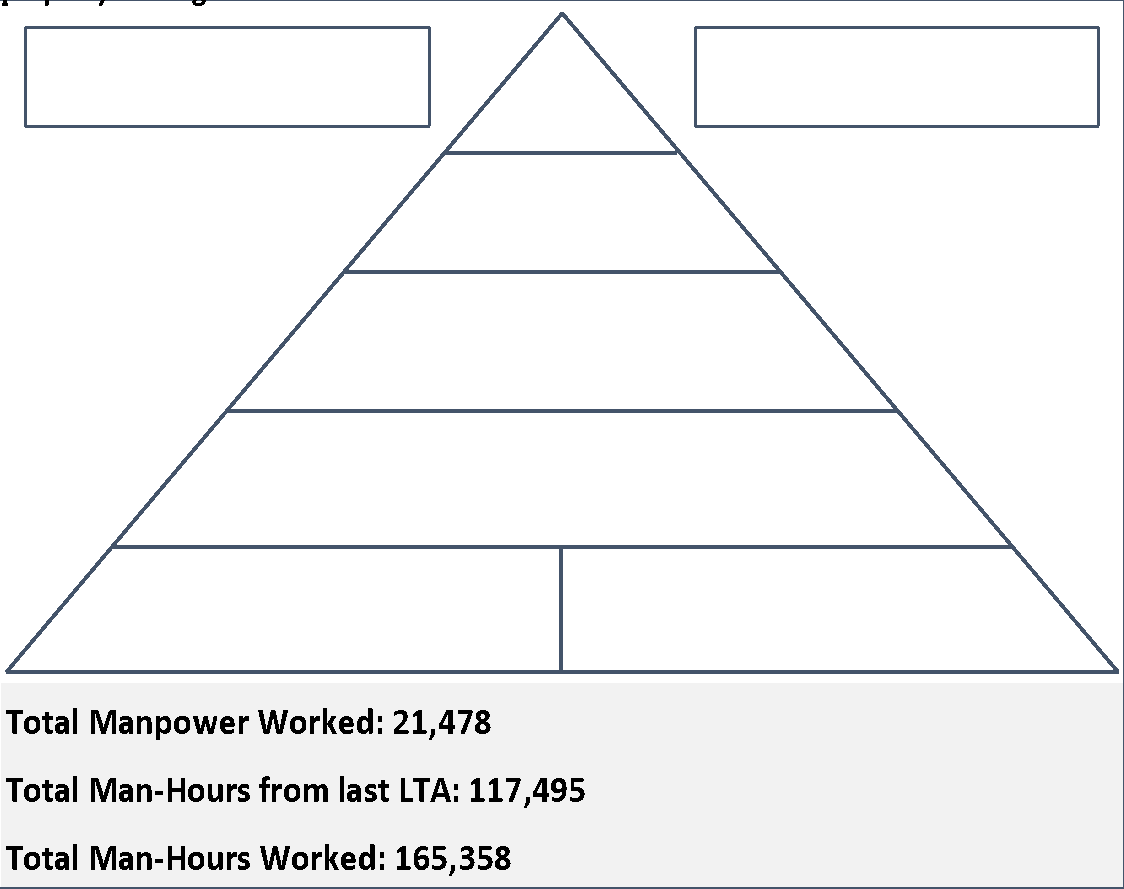 Total Manpower Worked: 21,478
Total Man-Hours from last LTA: 117,495
Total Man-Hours Worked: 165,358